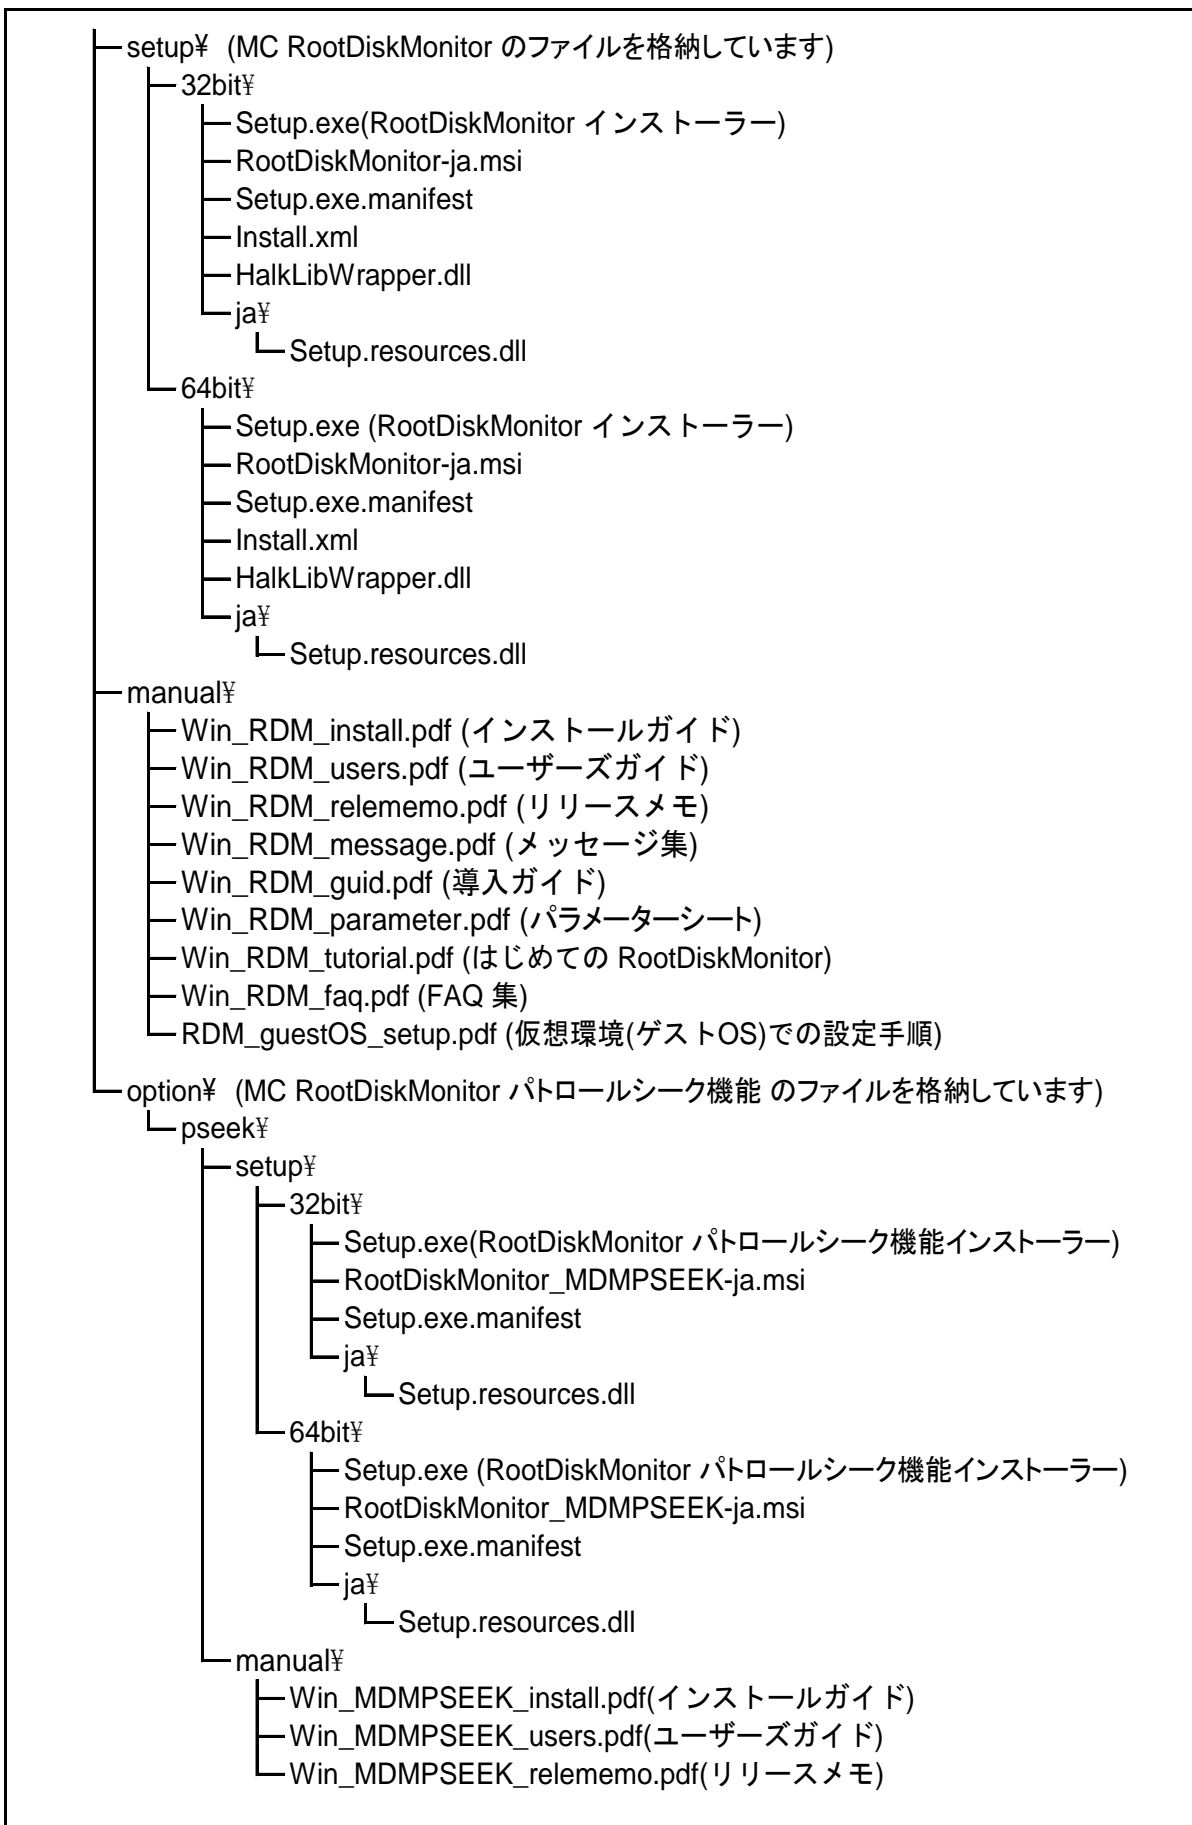 setup¥ (MC RootDiskMonitor のファイルを格納しています)
32bit¥
Setup.exe(RootDiskMonitor インストーラー)
RootDiskMonitor-ja.msi
Setup.exe.manifest
Install.xml
HalkLibWrapper.dll
ja¥
Setup.resources.dll
64bit¥
Setup.exe (RootDiskMonitor インストーラー)
RootDiskMonitor-ja.msi
Setup.exe.manifest
Install.xml
HalkLibWrapper.dll
ja¥
Setup.resources.dll
manual¥
Win_RDM_install.pdf (インストールガイド)
Win_RDM_users.pdf (ユーザーズガイド)
Win_RDM_relememo.pdf (リリースメモ)
Win_RDM_message.pdf (メッセージ集)
Win_RDM_guid.pdf (導入ガイド)
Win_RDM_parameter.pdf (パラメーターシート)
Win_RDM_tutorial.pdf (はじめての RootDiskMonitor)
Win_RDM_faq.pdf (FAQ 集)
RDM_guestOS_setup.pdf (仮想環境(ゲストOS)での設定手順)
option¥ (MC RootDiskMonitor パトロールシーク機能 のファイルを格納しています)
pseek¥
setup¥
32bit¥
Setup.exe(RootDiskMonitor パトロールシーク機能インストーラー)
RootDiskMonitor_MDMPSEEK-ja.msi
Setup.exe.manifest
ja¥
Setup.resources.dll
64bit¥
Setup.exe (RootDiskMonitor パトロールシーク機能インストーラー)
RootDiskMonitor_MDMPSEEK-ja.msi
Setup.exe.manifest
ja¥
Setup.resources.dll
manual¥
Win_MDMPSEEK_install.pdf(インストールガイド)
Win_MDMPSEEK_users.pdf(ユーザーズガイド)
Win_MDMPSEEK_relememo.pdf(リリースメモ)